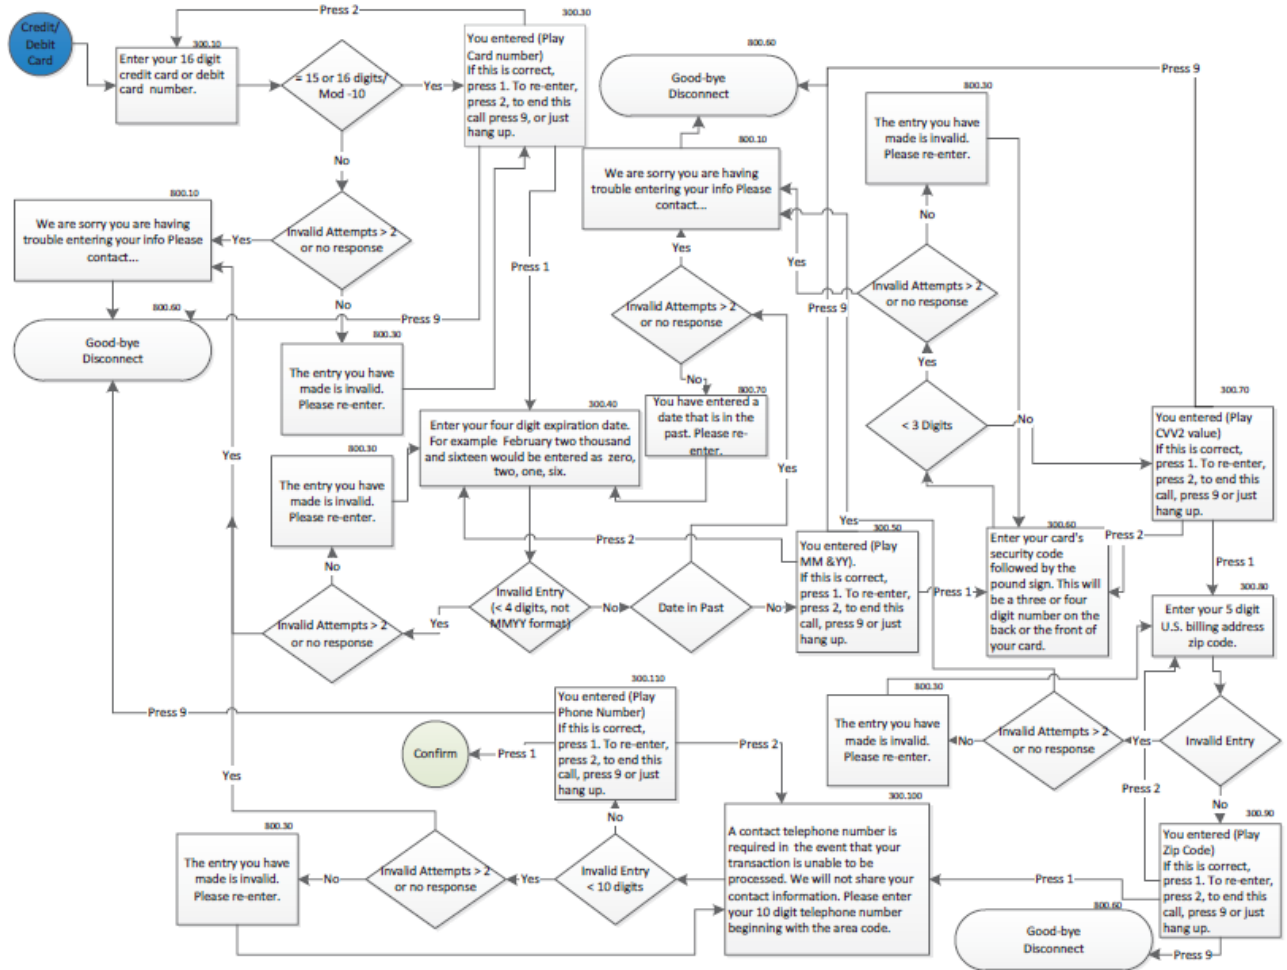 Credit/
Debit
Card
300.10
Enter your 16 digit
credit card or debit
card number.
Press 2
= 15 or 16 digits/
Mod -10
Yes
No
300.30
You entered (Play
Card number)
If this is correct,
press 1. To re-enter,
press 2, to end this
call press 9, or just
hang up.
800.60
Good-bye
Disconnect
Press 9
800.30
The entry you have
made is invalid.
Please re-enter.
800.10
We are sorry you are having
trouble entering your info Please
contact...
Yes
Invalid Attempts > 2
or no response
No
800.10
We are sorry you are having
trouble entering your info Please
contact...
Yes
Yes
No
Invalid Attempts > 2
or no response
Press 1
Invalid Attempts > 2
or no response
Press 9
800.60
Good-bye
Disconnect
Press 9
800.30
The entry you have
made is invalid.
Please re-enter.
No
800.70
You have entered a
date that is in the
past. Please re-
enter.
Yes
< 3 Digits
No
300.70
You entered (Play
CVV2 value)
If this is correct,
press 1. To re-enter,
press 2, to end this
call, press 9 or just
hang up.
300.40
Enter your four digit expiration date.
For example February two thousand
and sixteen would be entered as zero,
two, one, six.
Yes
800.30
The entry you have
made is invalid.
Please re-enter.
Yes
Yes
No
Press 2
300.50
You entered (Play
MM &YY).
If this is correct,
press 1. To re-enter,
press 2, to end this
call, press 9 or just
hang up.
Press 1
300.60
Enter your card's
security code
followed by the
pound sign. This will
be a three or four
digit number on the
back or the front of
your card.
Press 2
Press 1
Invalid Attempts > 2
or no response
Yes
Invalid Entry
(< 4 digits, not
MMYY format)
No
Date in Past
No
300.80
Enter your 5 digit
U.S. billing address
zip code.
Press 9
300.110
You entered (Play
Phone Number)
If this is correct,
press 1. To re-enter,
press 2, to end this
call, press 9 or just
hang up.
Confirm
Press 1
Press 2
800.30
The entry you have
made is invalid.
Please re-enter.
No
Invalid Attempts > 2
or no response
Yes
Invalid Entry
Press 2
No
Yes
800.30
The entry you have
made is invalid.
Please re-enter.
No
Invalid Attempts > 2
or no response
Yes
Invalid Entry
< 10 digits
No
300.100
A contact telephone number is
required in the event that your
transaction is unable to be
processed. We will not share your
contact information. Please enter
your 10 digit telephone number
beginning with the area code.
Press 1
300.90
You entered (Play
Zip Code)
If this is correct,
press 1. To re-enter,
press 2, to end this
call, press 9 or just
hang up.
800.60
Good-bye
Disconnect
Press 9